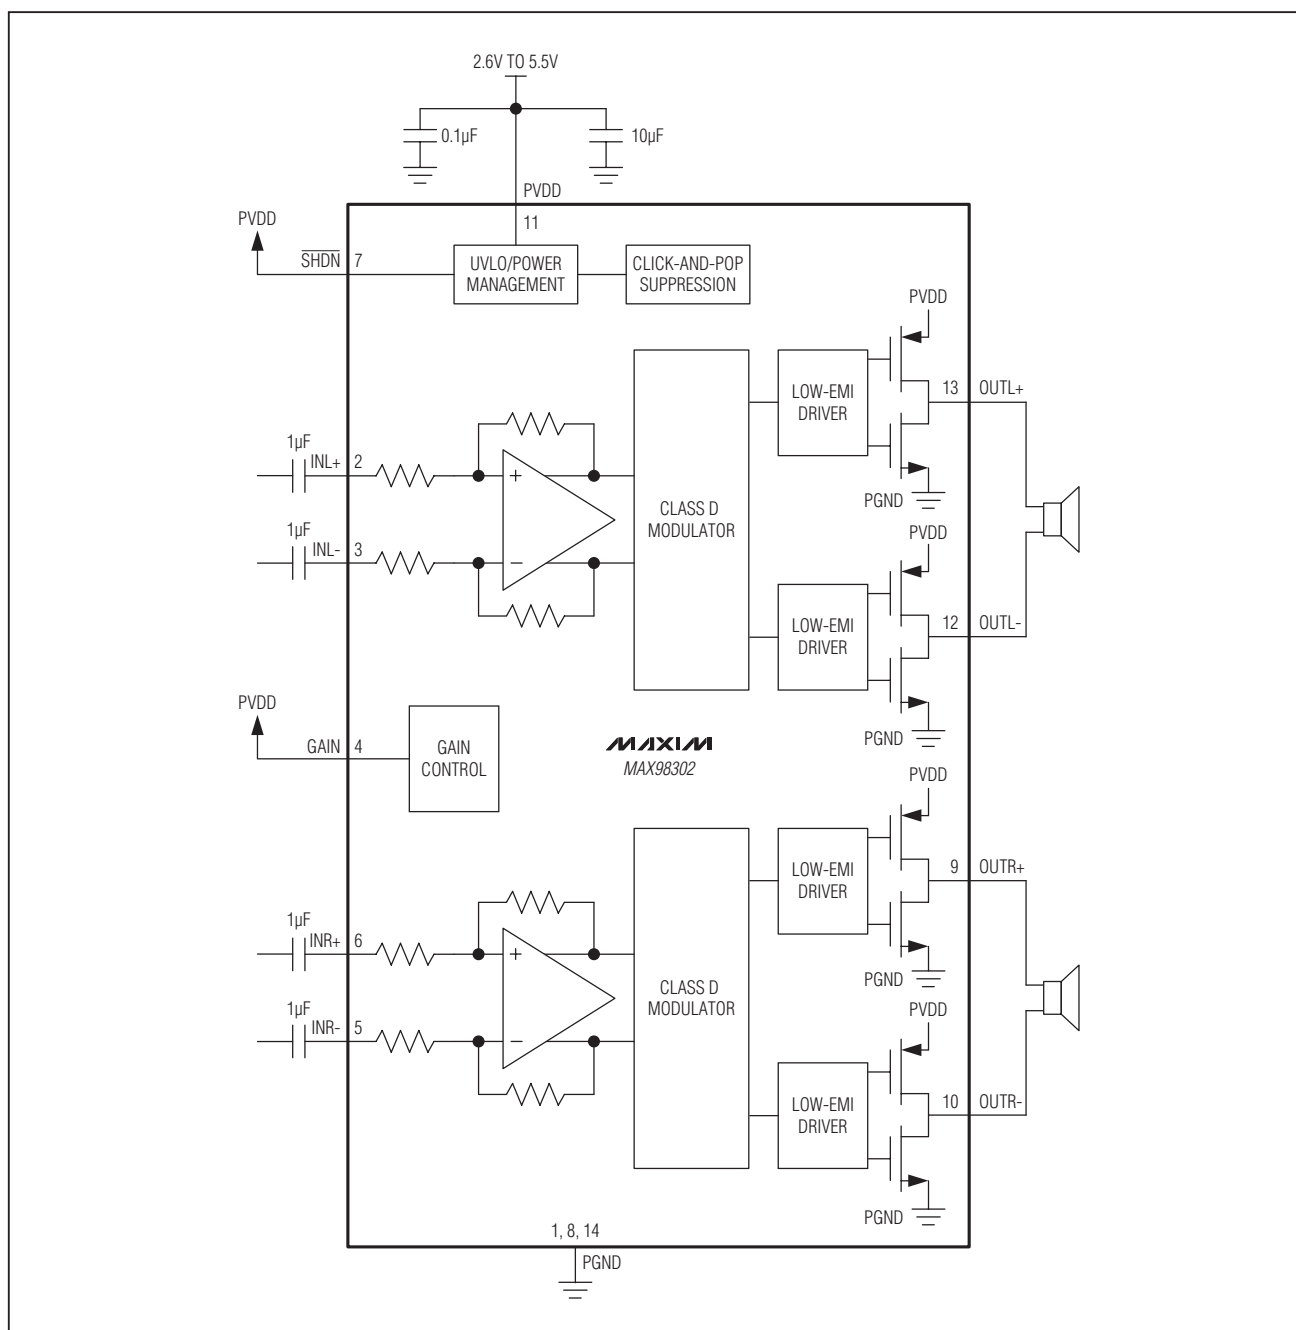 2.6V TO 5.5V
0.1µF
10µF
PVDD
11
PVDD
SHDN
7
UVLO/POWER
MANAGEMENT
CLICK-AND-POP
SUPPRESSION
PVDD
LOW-EMI
DRIVER
13
OUTL+
PGND
1µF
INL+
2
+
1µF
INL-
3
−
CLASS D
MODULATOR
PVDD
LOW-EMI
DRIVER
12
OUTL-
PGND
PVDD
GAIN
4
GAIN
CONTROL
MAXIM
MAX98302
PVDD
LOW-EMI
DRIVER
9
OUTR+
PGND
1µF
INR+
6
+
1µF
INR-
5
−
CLASS D
MODULATOR
PVDD
LOW-EMI
DRIVER
10
OUTR-
PGND
1, 8, 14
PGND